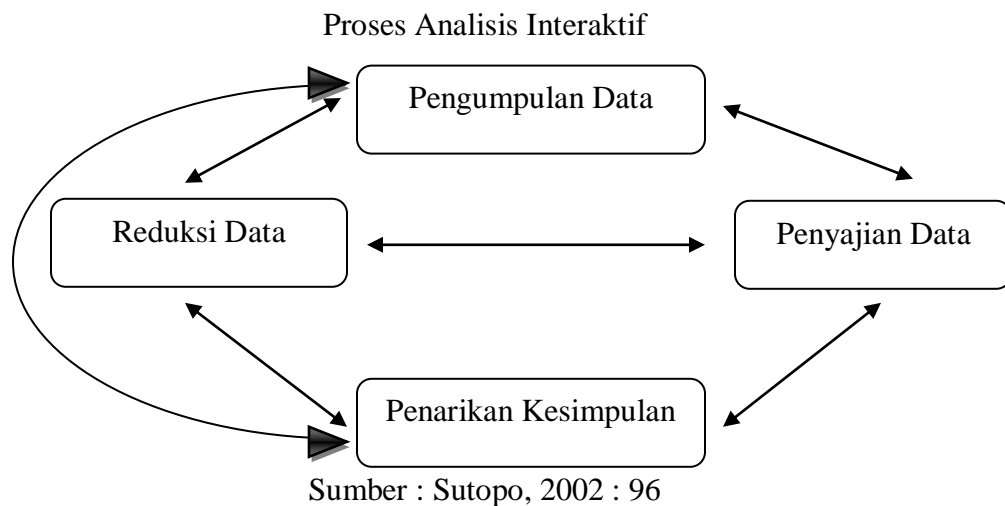 Proses Analisis Interaktif
Pengumpulan Data
Reduksi Data
Penyajian Data
Penarikan Kesimpulan
Sumber : Sutopo, 2002 : 96